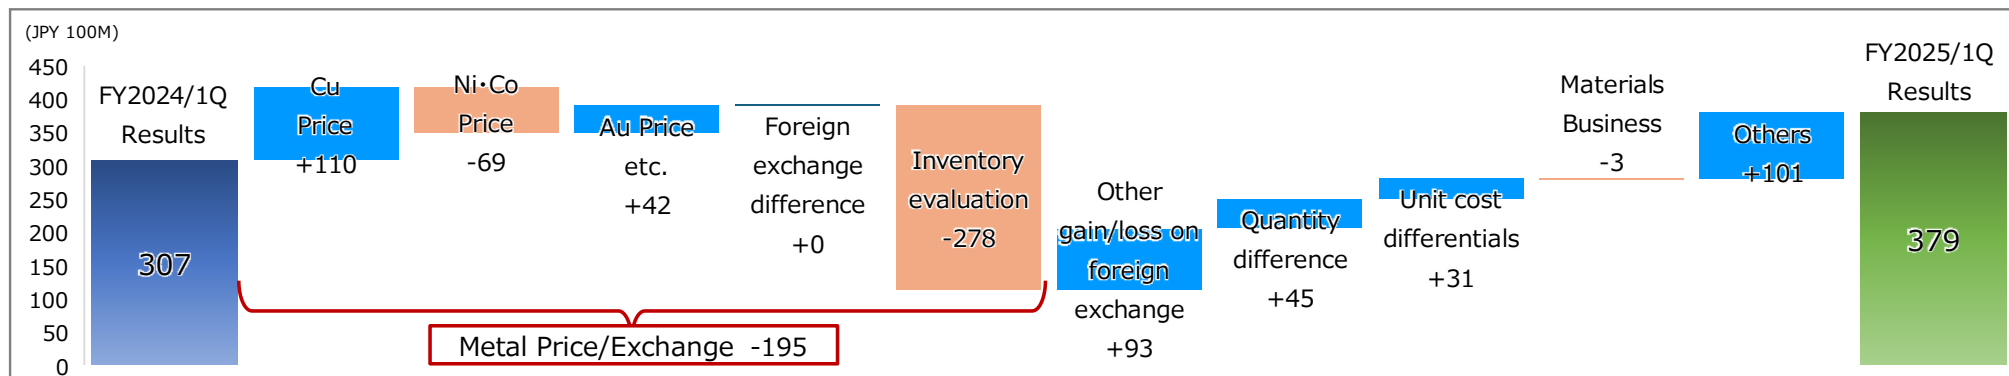 (JPY 100M)
450
400
350
300
250
200
150
100
50
0
FY2024/1Q
Results
307
Cu
Price
+110
Ni・Co
Price
-69
Au Price
etc.
+42
Foreign
exchange
difference
+0
Inventory
evaluation
-278
Metal Price/Exchange -195
Other
gain/loss on
foreign
exchange
+93
Quantity
difference
+45
Unit cost
differentials
+31
Materials
Business
-3
Others
+101
FY2025/1Q
Results
379